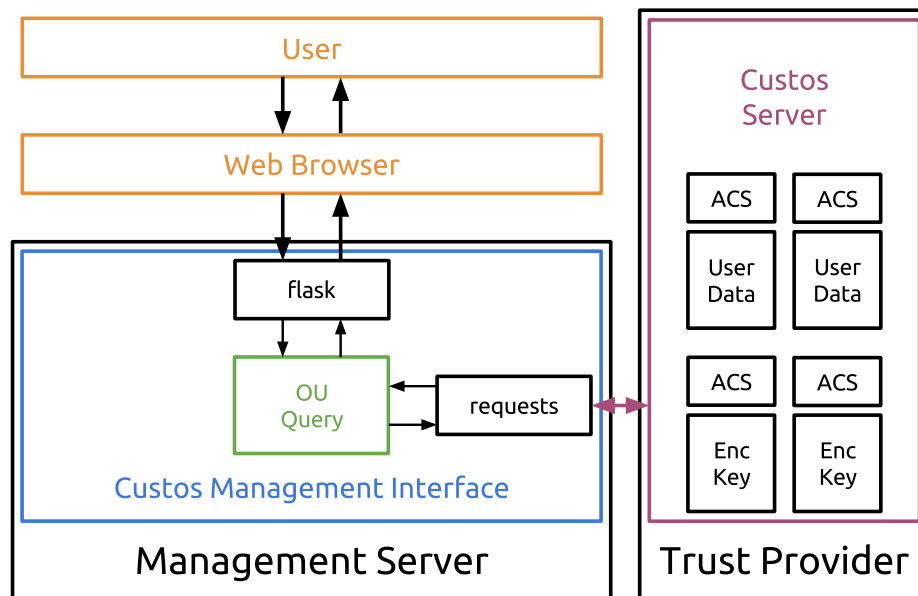 User
Web Browser
flask
OU
Query
requests
Custos Management Interface
Management Server
Custos
Server
ACS
ACS
User
Data
User
Data
ACS
ACS
Enc
Key
Enc
Key
Trust Provider